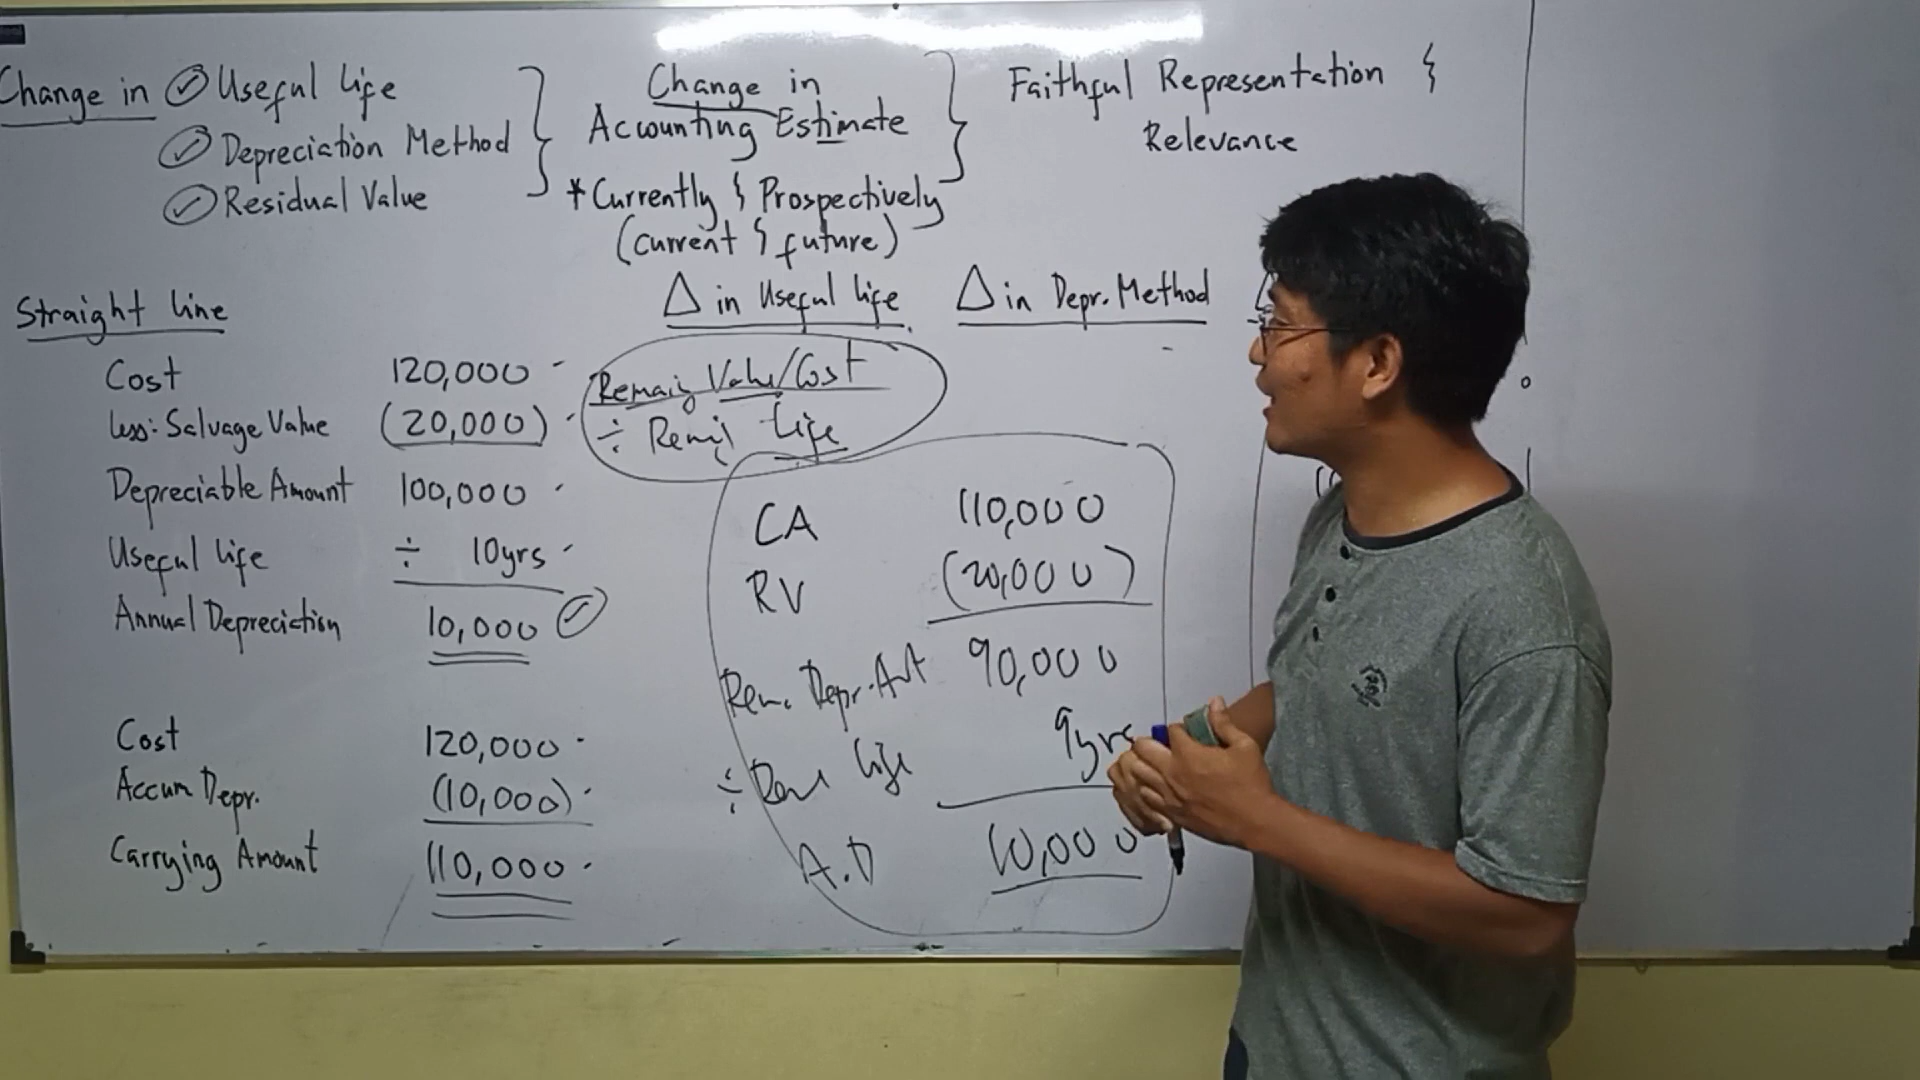 Change in ✓ Useful life
✓ Depreciation Method
✓ Residual Value
Change in
Accounting Estimate
* Currently & Prospectively
(current & future)
Faithful Representation &
Relevance
Straight line
Cost 120,000
less: Salvage Value (20,000)
Depreciable Amount 100,000
Useful life ÷ 10yrs
Annual Depreciation 10,000 ✓
Cost 120,000
Accum Depr. (10,000)
Carrying Amount 110,000
Δ in Useful life
Remaig Value/Cost
÷ Remi life
Δ in Depr. Method
CA 110,000
RV (20,000)
Rem. Depr. Amt 90,000
÷ Rem life 9yrs
A.D 10,000